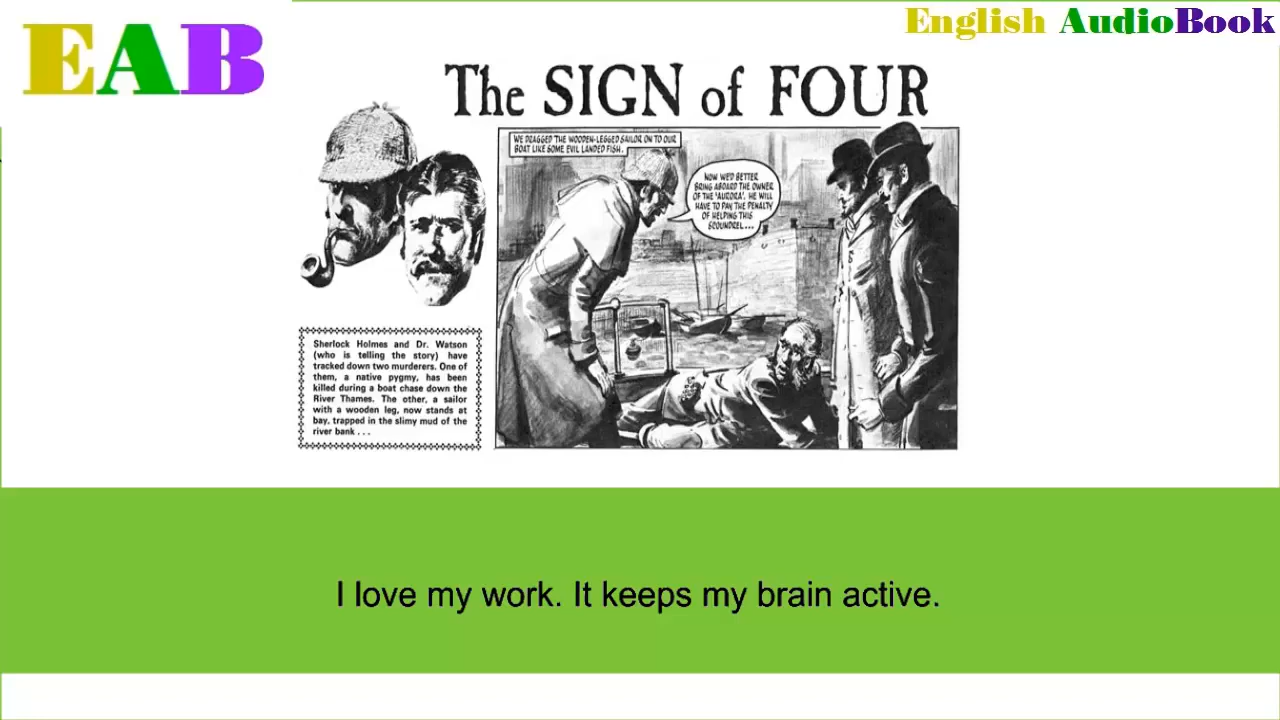 EAB
English AudioBook
The SIGN of FOUR
WE DRAGGED THE WOODEN-LEGGED SAILOR ON TO OUR
BOAT LIKE SOME EVIL LANDED FISH.
NOW WE'D BETTER
BRING ABOARD THE OWNER
OF THE 'AURORA'. HE WILL
HAVE TO PAY THE PENALTY
OF HELPING THIS
SCOUNDREL...
Sherlock Holmes and Dr. Watson
(who is telling the story) have
tracked down two murderers. One of
them, a native pygmy, has been
killed during a boat chase down the
River Thames. The other, a sailor
with a wooden leg, now stands at
bay, trapped in the slimy mud of the
river bank . . .
I love my work. It keeps my brain active.